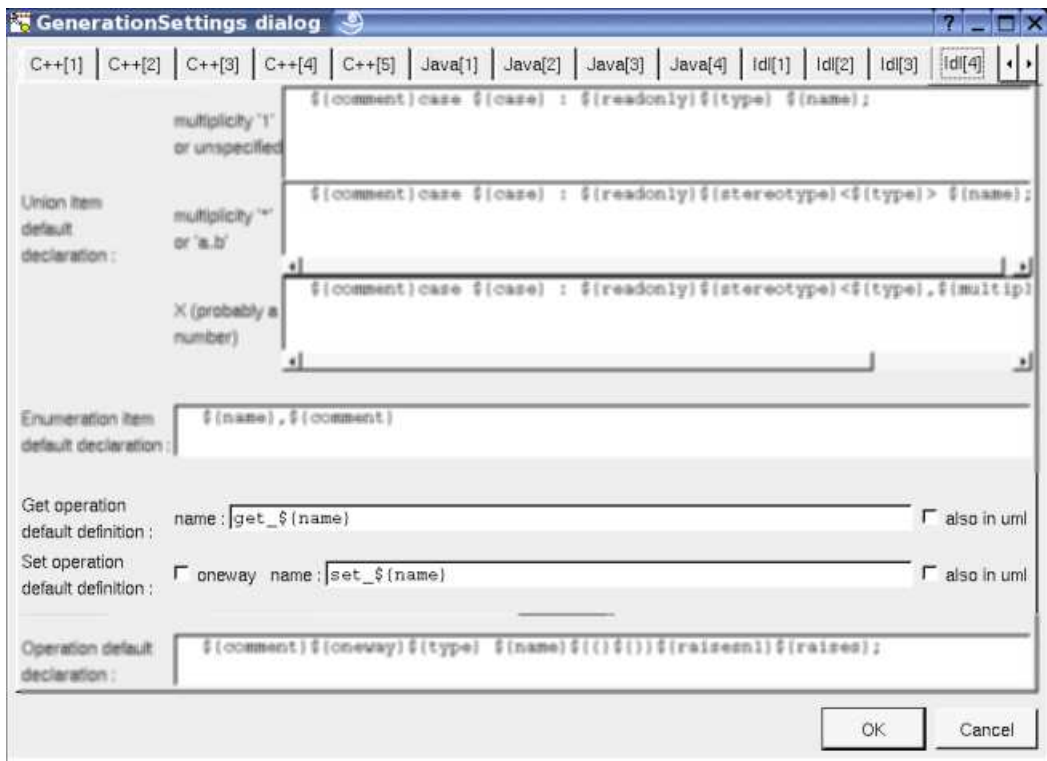 GenerationSettings dialog
C++[1] C++[2] C++[3] C++[4] C++[5] Java[1] Java[2] Java[3] Java[4] Idl[1] Idl[2] Idl[3] Idl[4]
${comment}case ${case} : ${readonly}${type} ${name};
multiplicity '1'
or unspecified
Union item
default
declaration :
${comment}case ${case} : ${readonly}${stereotype}<${type}> ${name};
multiplicity '*'
or 'a..b'
${comment}case ${case} : ${readonly}${stereotype}<${type},${multipl
X (probably a
number)
Enumeration item
default declaration :
${name},${comment}
Get operation
default definition :
name : get_${name}
also in uml
Set operation
default definition :
oneway name : set_${name}
also in uml
Operation default
declaration :
${comment}${oneway}${type} ${name}${(}${)}${raisesnl}${raises};
OK Cancel